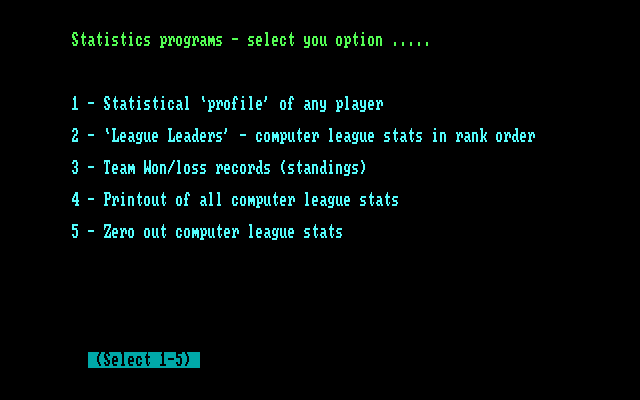 Statistics programs - select you option .....
1 - Statistical `profile' of any player
2 - `League Leaders' - computer league stats in rank order
3 - Team Won/loss records (standings)
4 - Printout of all computer league stats
5 - Zero out computer league stats
(Select 1-5)